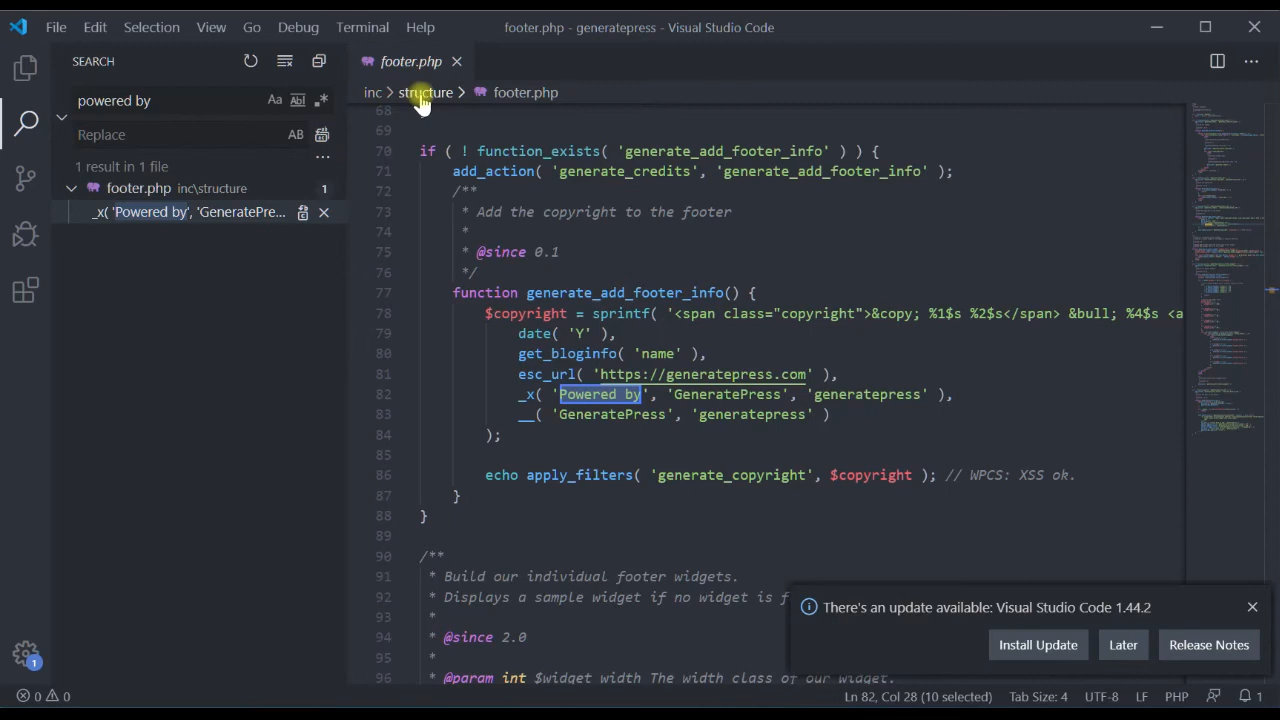 File Edit Selection View Go Debug Terminal Help footer.php - generatepress - Visual Studio Code
SEARCH
powered by
Aa Abl .*
Replace
AB
1 result in 1 file
footer.php inc\structure 1
_x( 'Powered by', 'GeneratePre...
footer.php
inc > structure > footer.php
68
69
70 if ( ! function_exists( 'generate_add_footer_info' ) ) {
71 add_action( 'generate_credits', 'generate_add_footer_info' );
72 /**
73 * Add the copyright to the footer
74 *
75 * @since 0.1
76 */
77 function generate_add_footer_info() {
78 $copyright = sprintf( '<span class="copyright">&copy; %1$s %2$s</span> &bull; %4$s <a
79 date( 'Y' ),
80 get_bloginfo( 'name' ),
81 esc_url( 'https://generatepress.com' ),
82 _x( 'Powered by', 'GeneratePress', 'generatepress' ),
83 __( 'GeneratePress', 'generatepress' )
84 );
85
86 echo apply_filters( 'generate_copyright', $copyright ); // WPCS: XSS ok.
87 }
88 }
89
90 /**
91 * Build our individual footer widgets.
92 * Displays a sample widget if no widget is f
93 *
94 * @since 2.0
95 *
96 * @param int $widget_width The width class of our widget.
There's an update available: Visual Studio Code 1.44.2
Install Update Later Release Notes
1
0 0 Ln 82, Col 28 (10 selected) Tab Size: 4 UTF-8 LF PHP 1